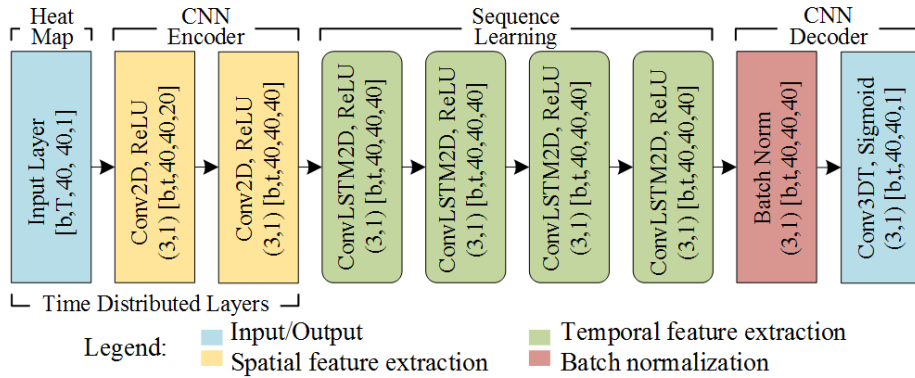 Heat
Map
CNN
Encoder
Sequence
Learning
CNN
Decoder
Input Layer
[b,T,40, 40,1]
Conv2D, ReLU
(3,1) [b,t,40,40,20]
Conv2D, ReLU
(3,1) [b,t,40,40,40]
ConvLSTM2D, ReLU
(3,1) [b,t,40,40,40]
ConvLSTM2D, ReLU
(3,1) [b,t,40,40,40]
ConvLSTM2D, ReLU
(3,1) [b,t,40,40,40]
ConvLSTM2D, ReLU
(3,1) [b,t,40,40,40]
Batch Norm
(3,1) [b,t,40,40,40]
Conv3DT, Sigmoid
(3,1) [b,t,40,40,1]
Time Distributed Layers
Legend:
Input/Output
Spatial feature extraction
Temporal feature extraction
Batch normalization